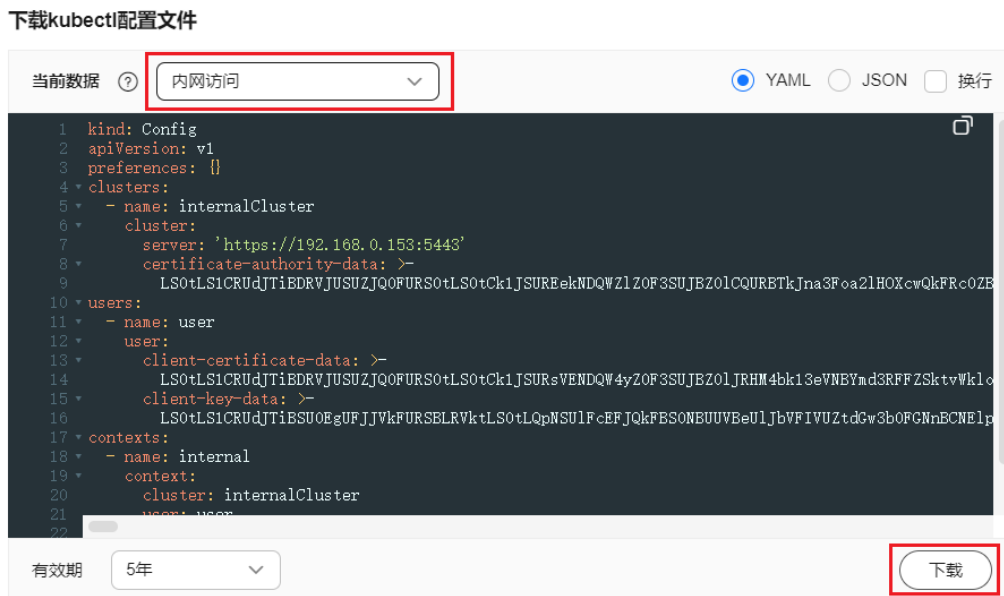 下载kubectl配置文件
当前数据 ? 内网访问 YAML JSON 换行
1 kind: Config
2 apiVersion: v1
3 preferences: {}
4 clusters:
5 - name: internalCluster
6 cluster:
7 server: 'https://192.168.0.153:5443'
8 certificate-authority-data: >-
9
10 users:
11 - name: user
12 user:
13 client-certificate-data: >-
14
15 client-key-data: >-
16
17 contexts:
18 - name: internal
19 context:
20 cluster: internalCluster
21 user: user
22
有效期 5年 下载